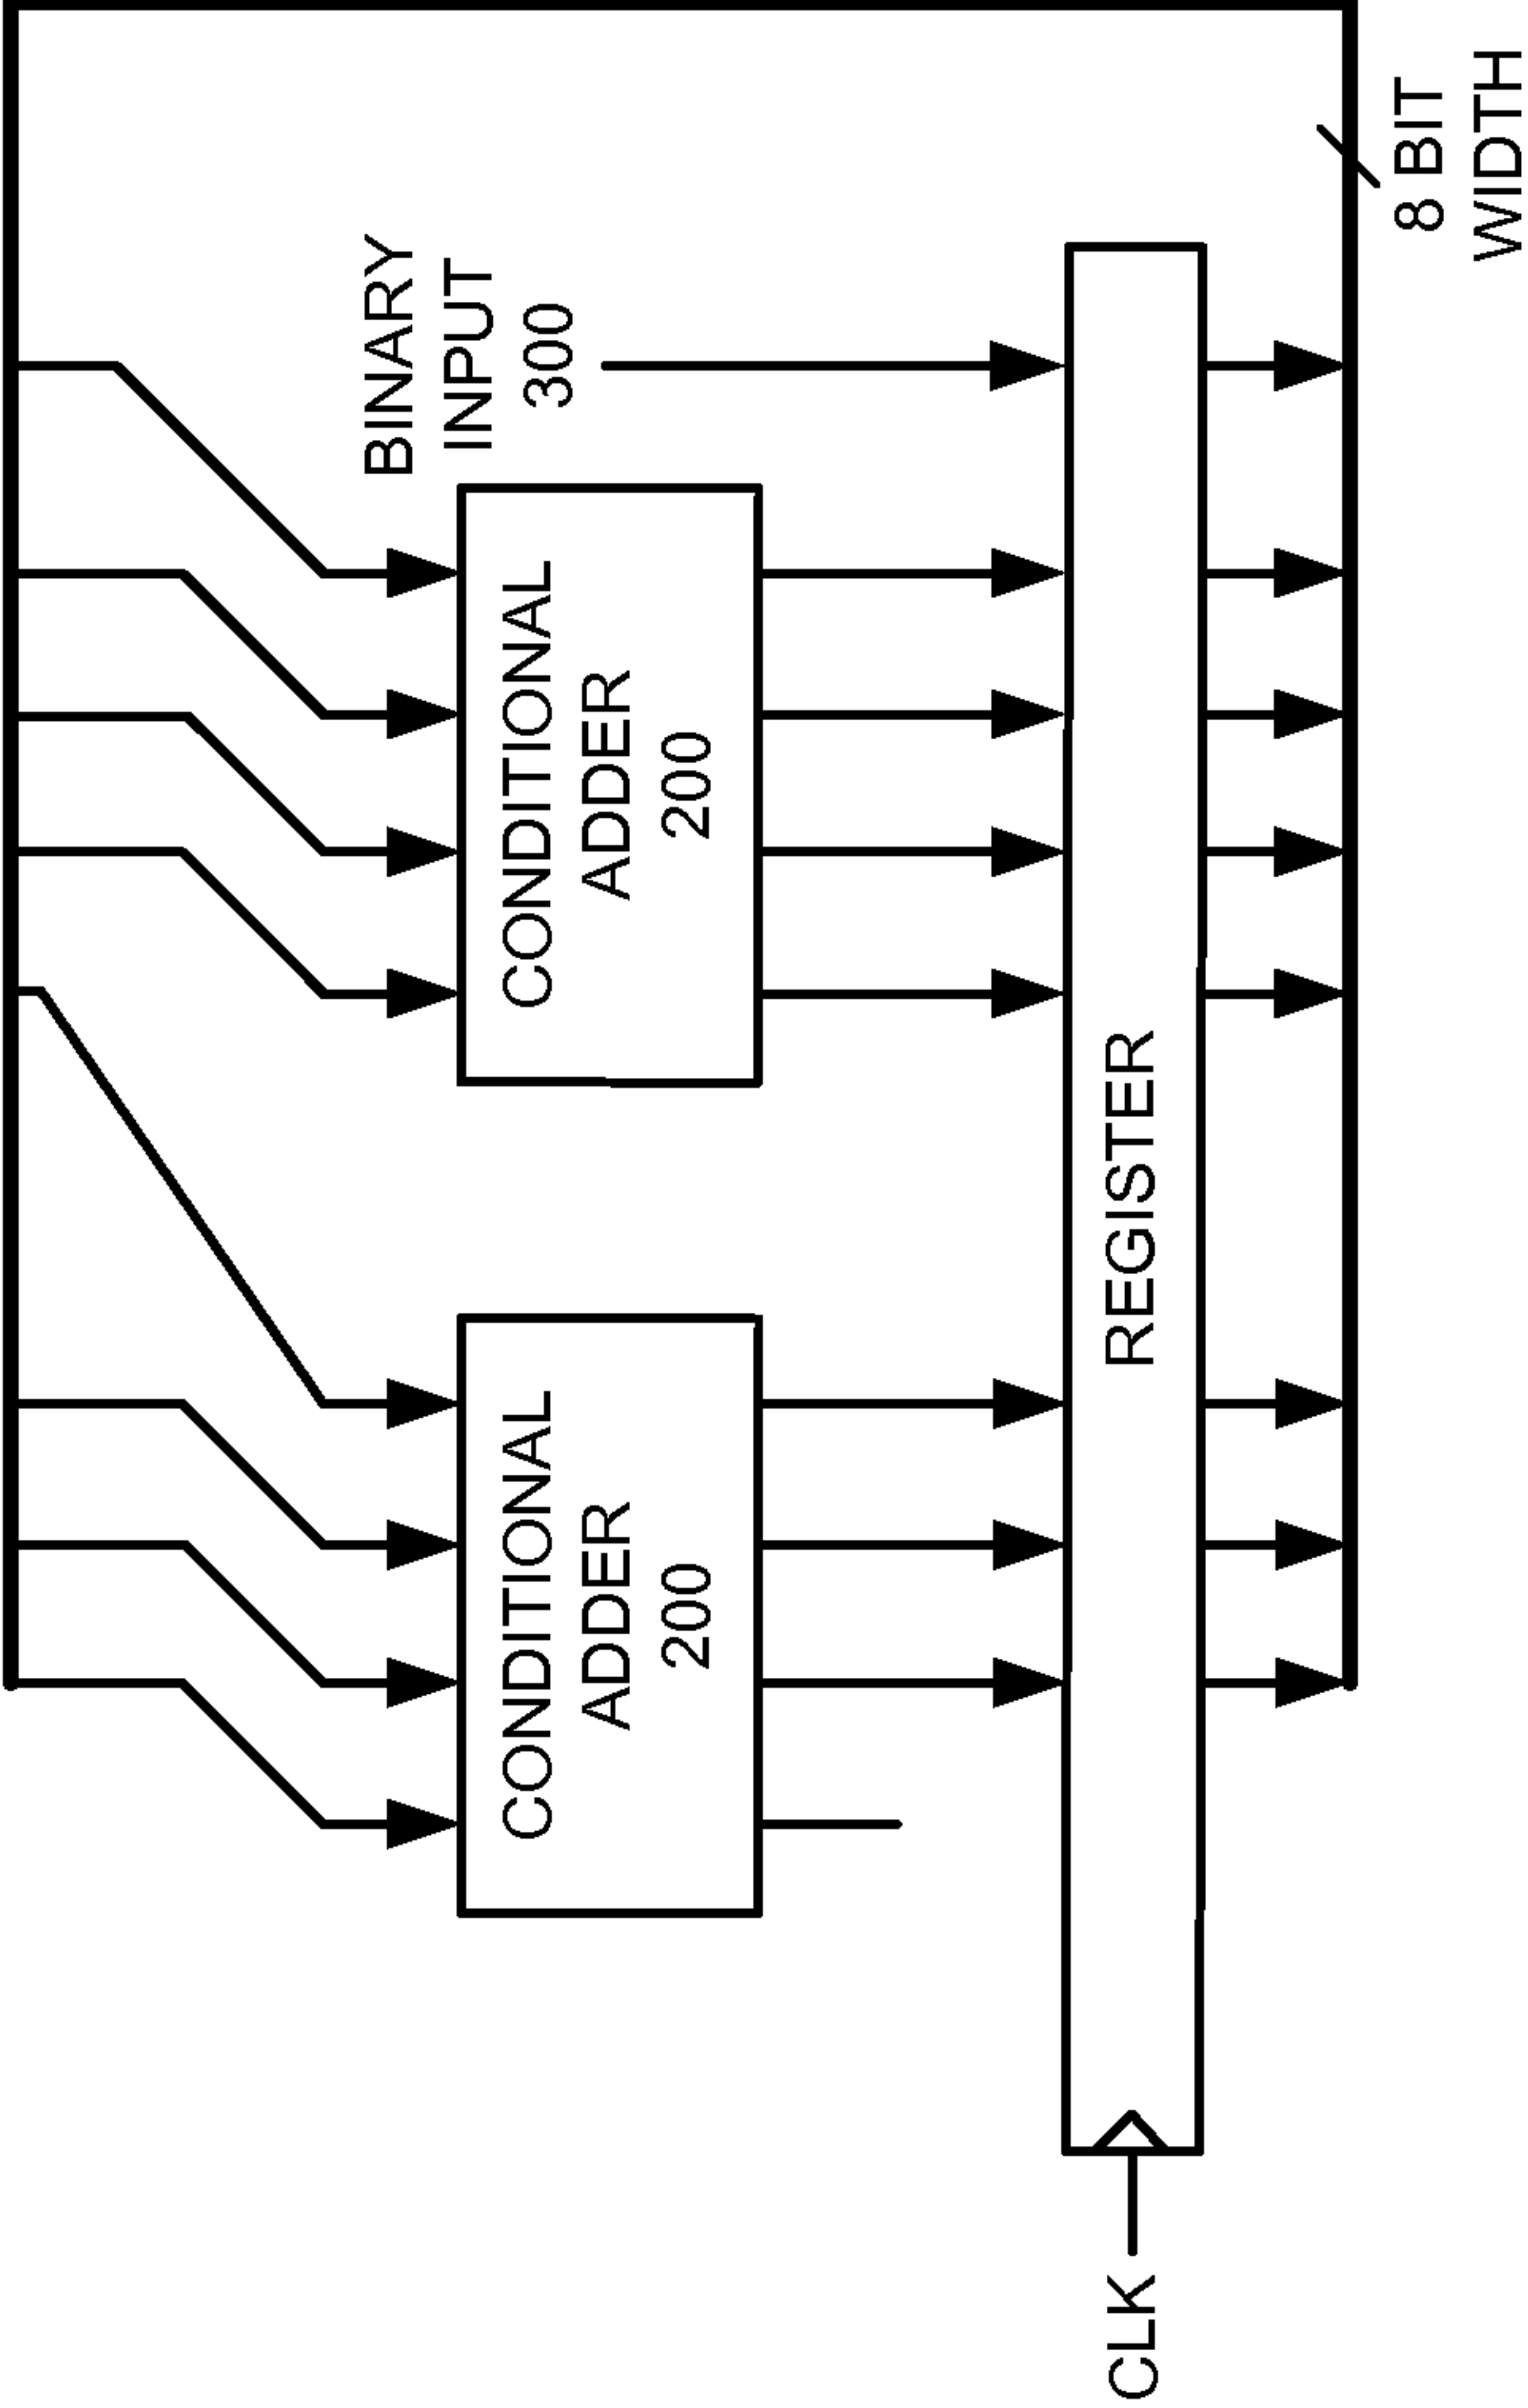 CONDITIONAL
ADDER
200
CONDITIONAL
ADDER
200
BINARY
INPUT
300
CLK
REGISTER
8 BIT
WIDTH